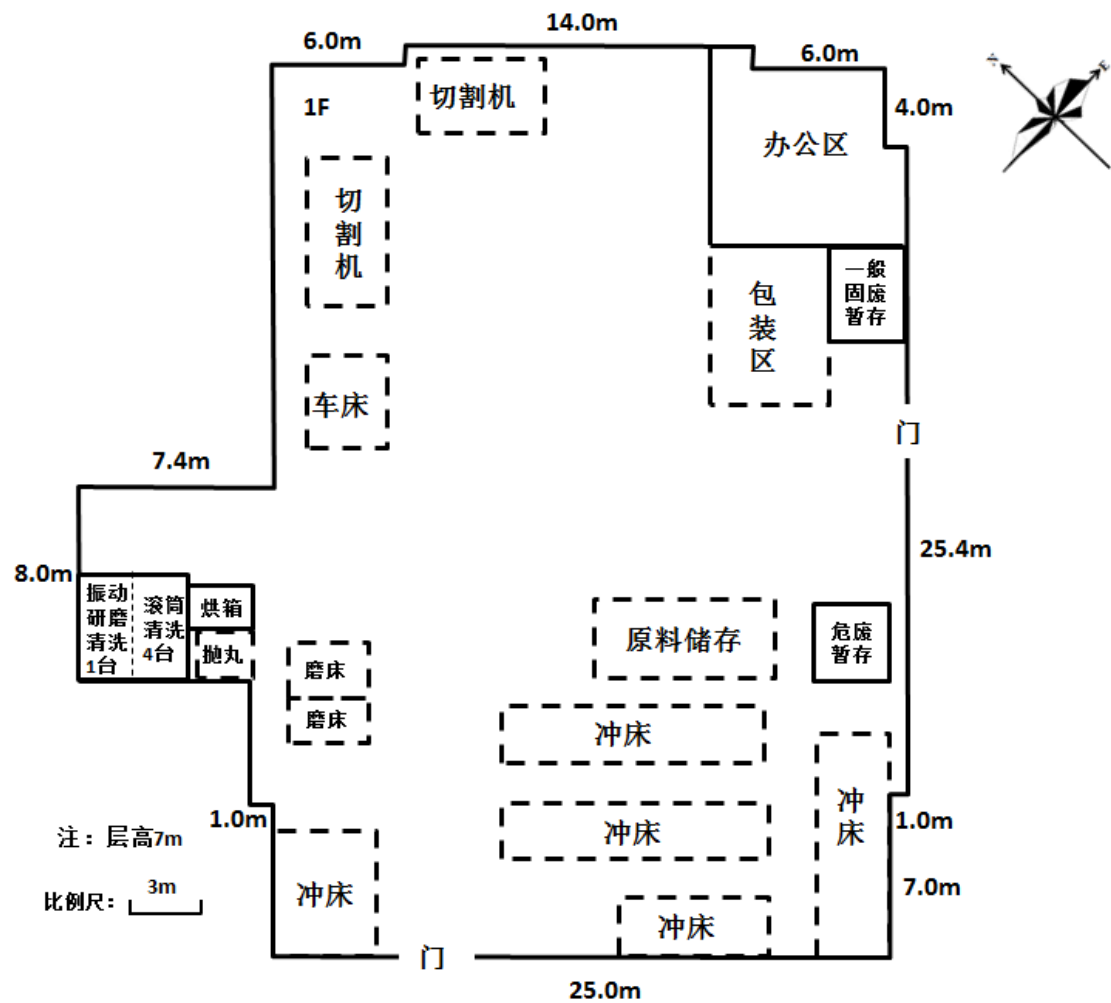 14.0m
6.0m
6.0m
N
E
切割机
1F
4.0m
办公区
切
割
机
一般
固废
暂存
包
装
区
车床
门
7.4m
25.4m
8.0m
振动
研磨
清洗
1台
滚筒
清洗
4台
烘箱
抛丸
原料储存
危废
暂存
磨床
磨床
冲床
冲
床
1.0m
1.0m
冲床
注：层高7m
3m
比例尺：
冲床
7.0m
冲床
门
25.0m